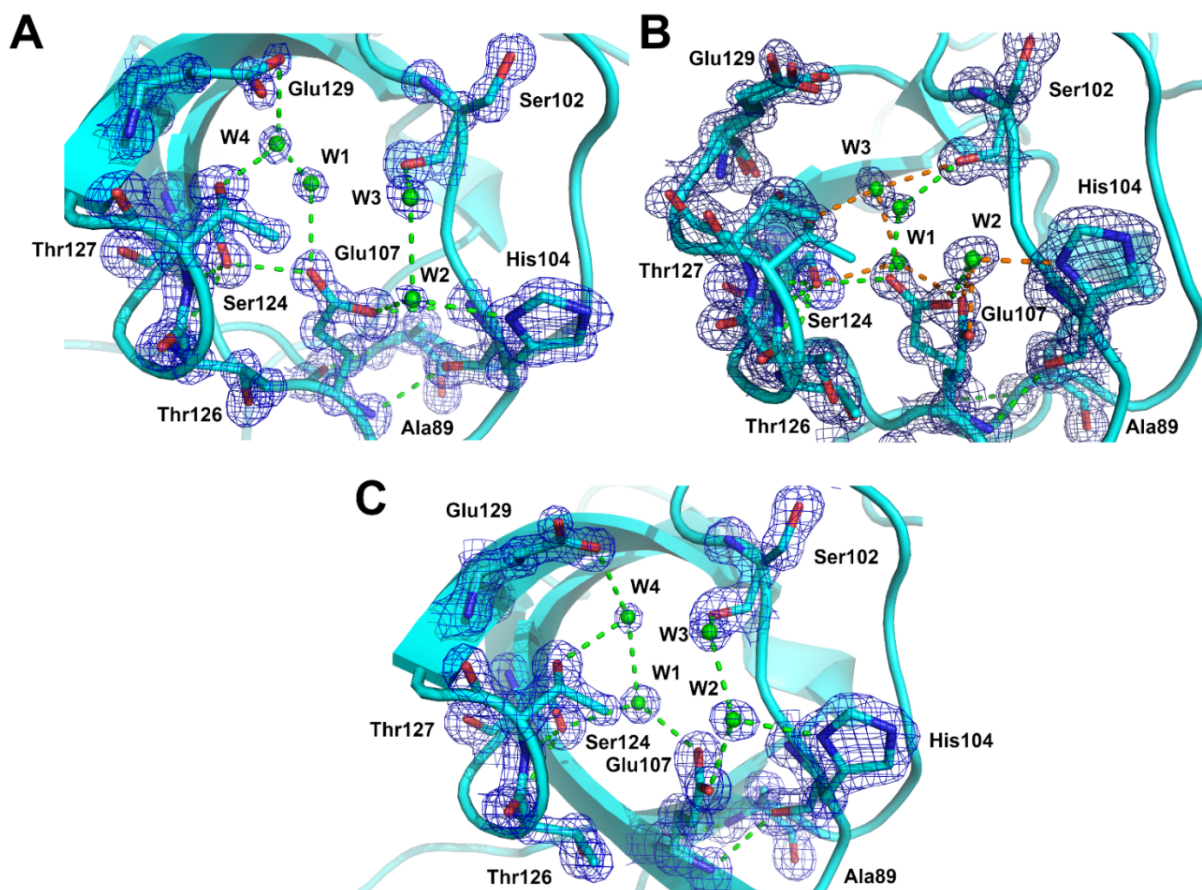 A
Glu129
Ser102
W4
W1
W3
Thr127
Glu107
W2
His104
Ser124
Thr126
Ala89
B
Glu129
Ser102
W3
His104
W1
W2
Thr127
Ser124
Glu107
Thr126
Ala89
C
Glu129
Ser102
W4
W3
W1
W2
Thr127
Ser124
Glu107
His104
Thr126
Ala89